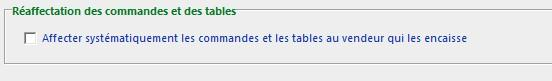 Réaffectation des commandes et des tables
Affecter systématiquement les commandes et les tables au vendeur qui les encaisse